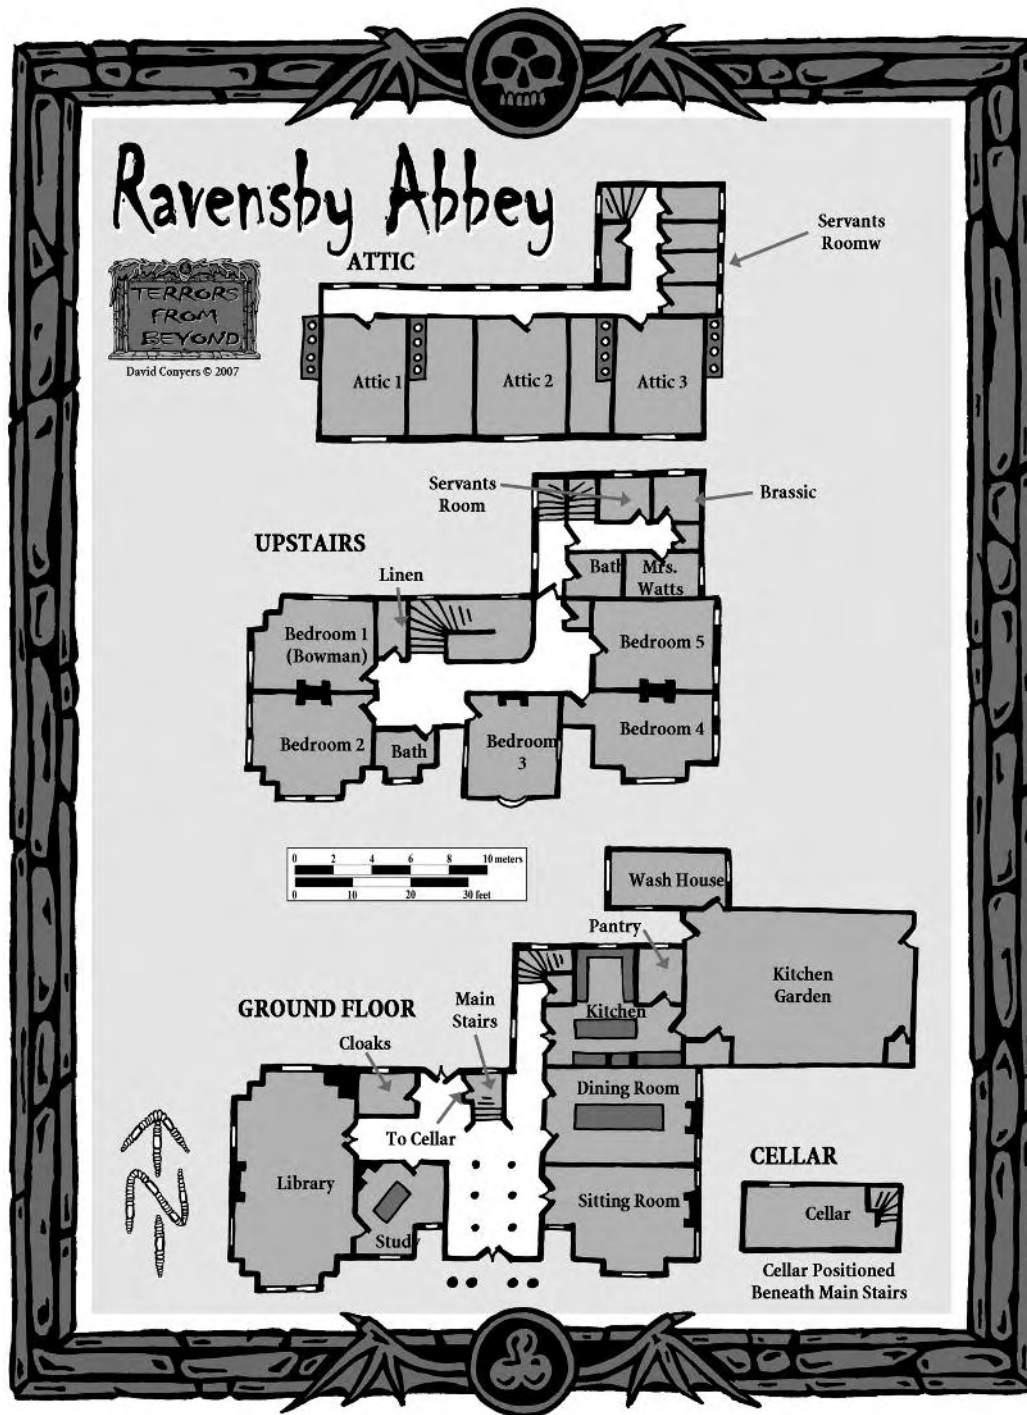 Ravensby Abbey
TERRORS
FROM
BEYOND
David Conyers © 2007
ATTIC
Servants
Roomw
Attic 1
Attic 2
Attic 3
UPSTAIRS
Servants
Room
Brassic
Linen
Bath
Mrs.
Watts
Bedroom 1
(Bowman)
Bedroom 5
Bedroom 2
Bath
Bedroom
3
Bedroom 4
0 2 4 6 8 10 meters
0 10 20 30 feet
GROUND FLOOR
Wash House
Pantry
Kitchen
Garden
Main
Stairs
Kitchen
Cloaks
Dining Room
To Cellar
Library
Study
Sitting Room
N
CELLAR
Cellar
Cellar Positioned
Beneath Main Stairs